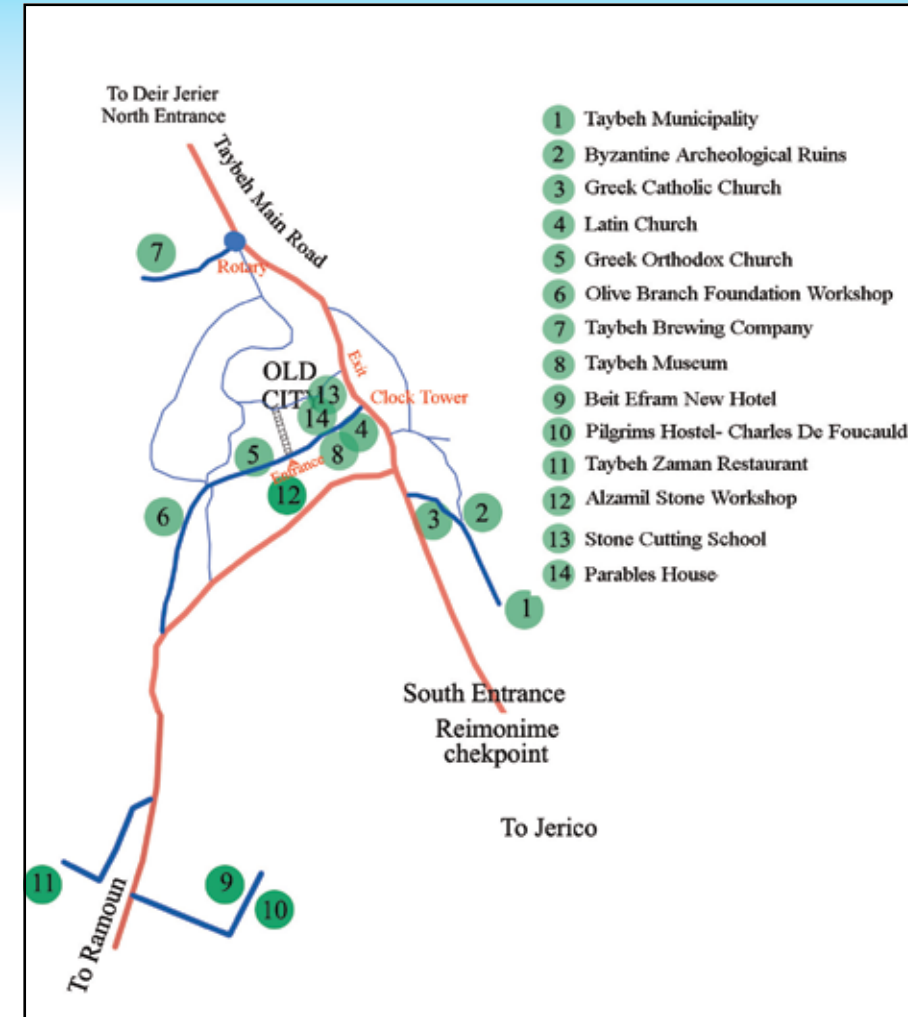 To Deir Jerier
North Entrance
Taybeh Main Road
7
Rotary
OLD
CITY
Exit
Clock Tower
13
14
4
8
5
Entrance
12
6
3
2
1
South Entrance
Reimonime
chekpoint
To Jerico
11
9
10
To Ramoun
1 Taybeh Municipality
2 Byzantine Archeological Ruins
3 Greek Catholic Church
4 Latin Church
5 Greek Orthodox Church
6 Olive Branch Foundation Workshop
7 Taybeh Brewing Company
8 Taybeh Museum
9 Beit Efram New Hotel
10 Pilgrims Hostel- Charles De Foucauld
11 Taybeh Zaman Restaurant
12 Alzamil Stone Workshop
13 Stone Cutting School
14 Parables House